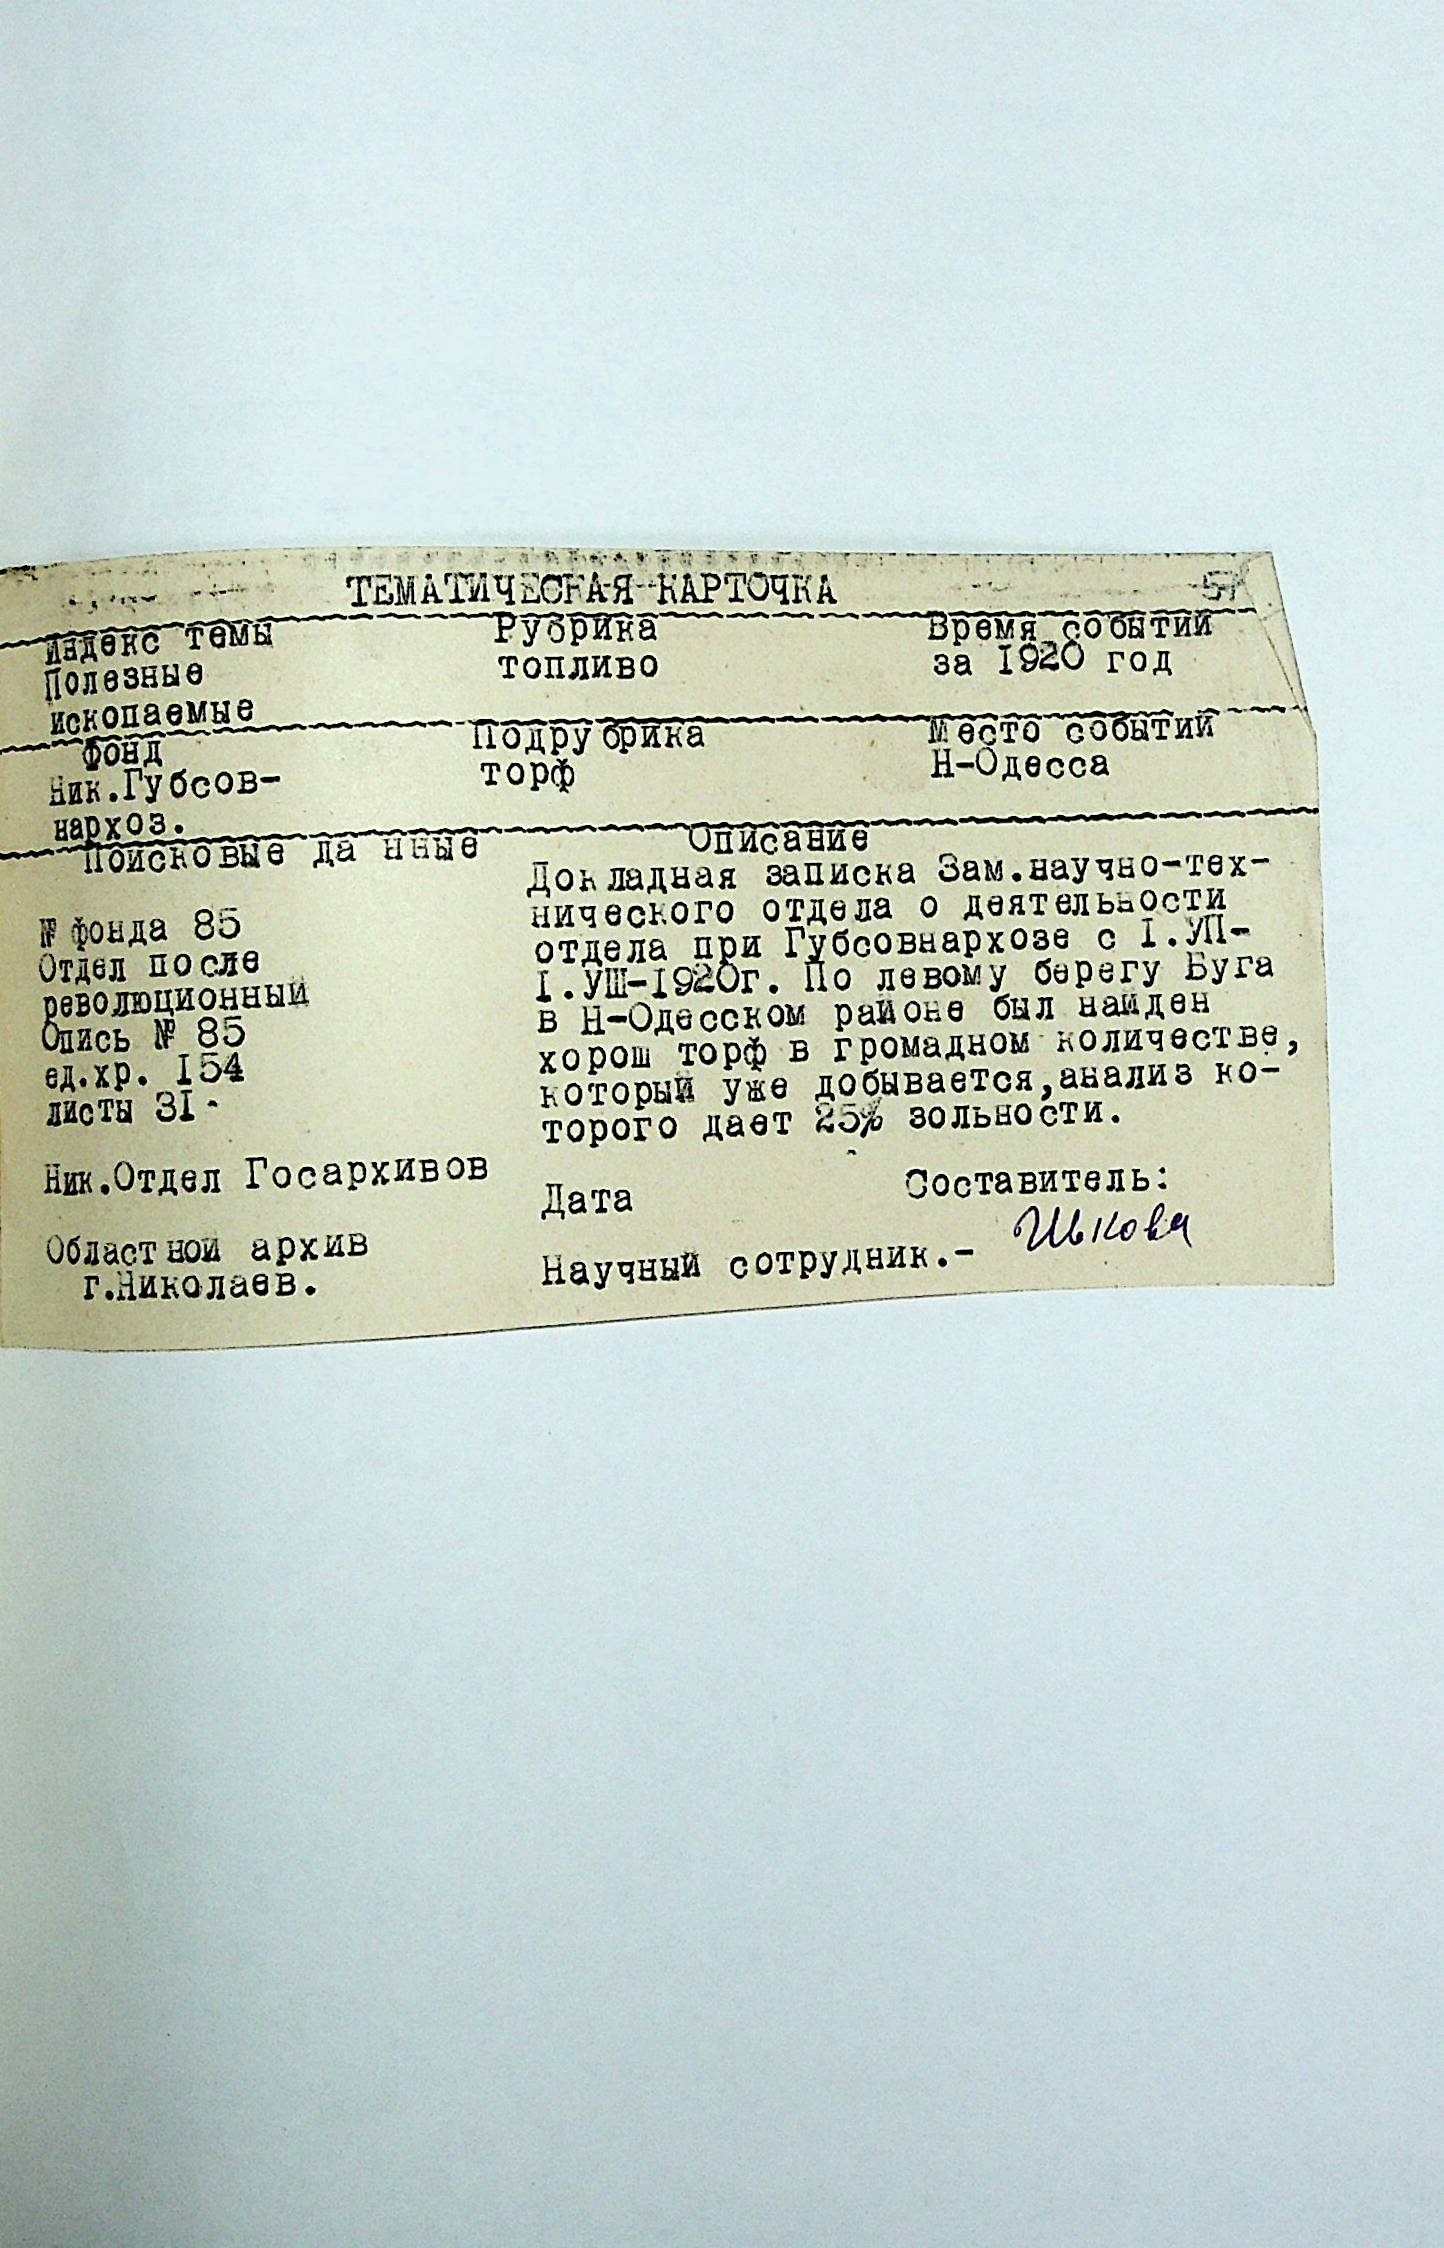 57
ТЕМАТИЧЕСКАЯ КАРТОЧКА
Индекс темы Рубрика Время событий
Полезные топливо за 1920 год
ископаемые
Фонд Подрубрика Место событий
Ник.Губсов- торф Н-Одесса
нархоз.
Поисковые данные Описание
Докладная записка Зам.научно-тех-
№ фонда 85 нического отдела о деятельности
Отдел после отдела при Губсовнархозе с I.УП-
революционный I.УШ-1920г. По левому берегу Буга
Опись № 85 в Н-Одесском районе был найден
ед.хр. 154 хорош торф в громадном количестве,
листы 31. который уже добывается,анализ ко-
торого дает 25% зольности.
Ник.Отдел Госархивов Дата Составитель:
Областной архив Научный сотрудник.-
г.Николаев.